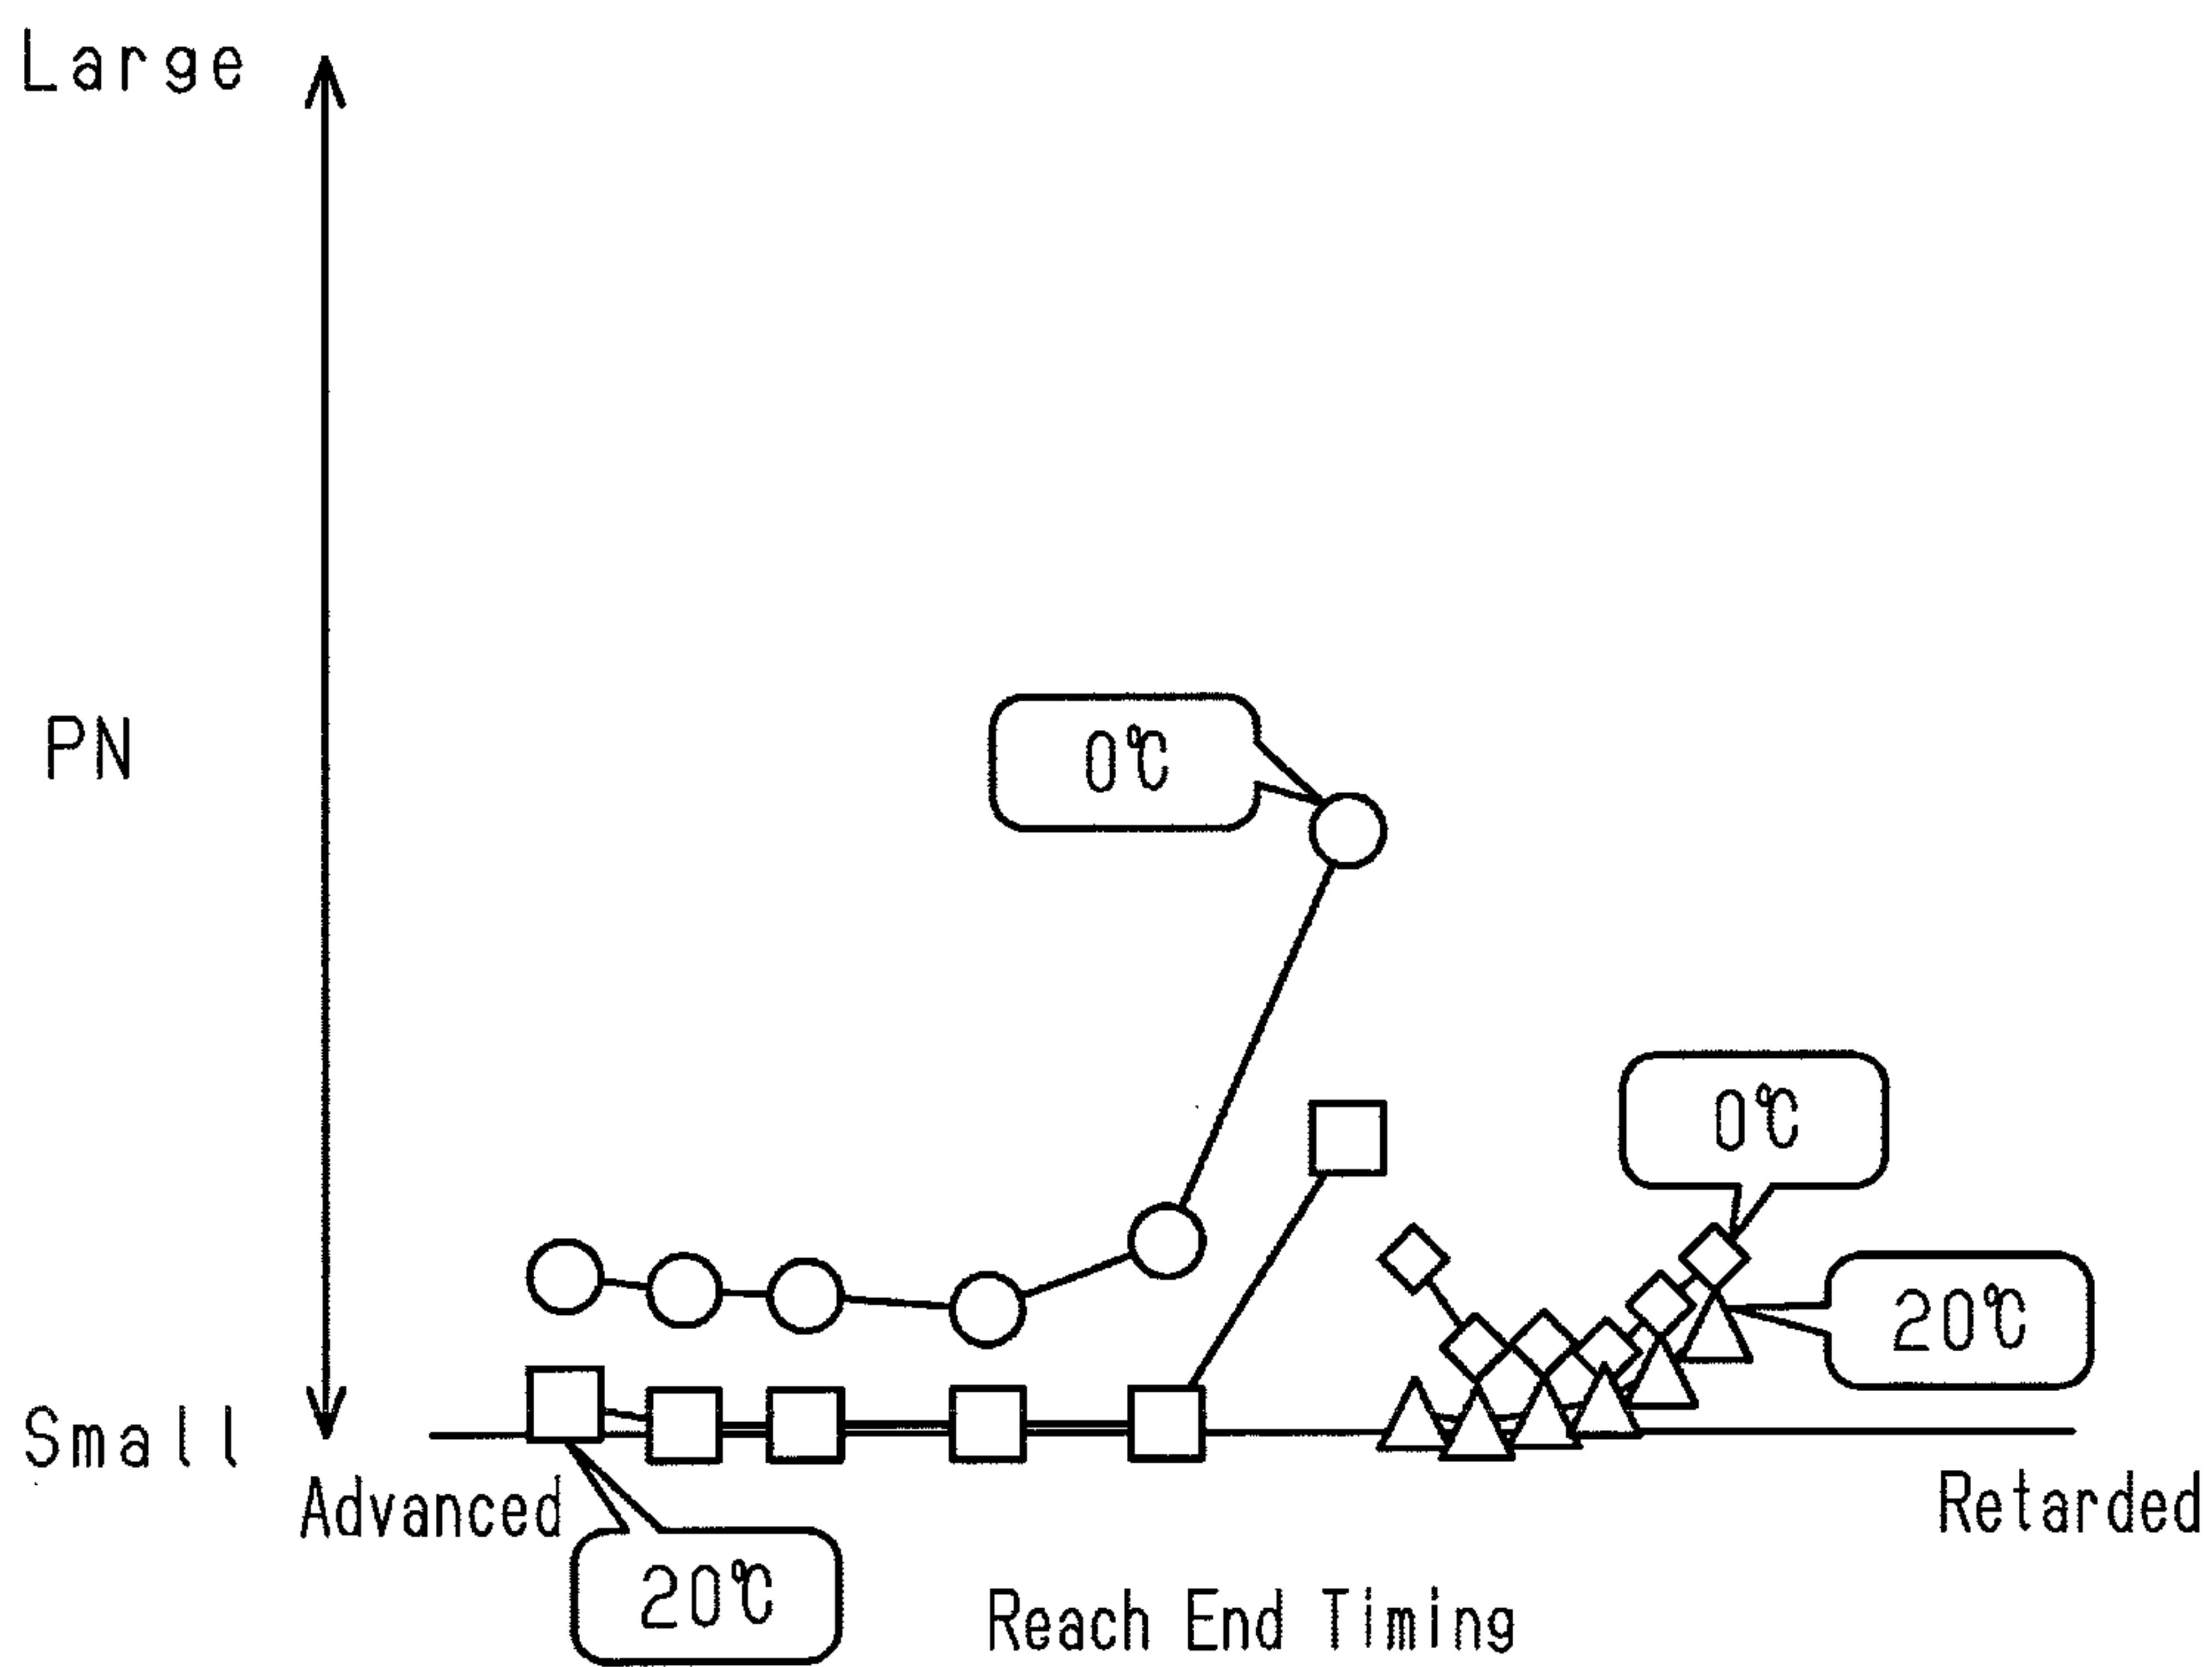 Large
PN
0℃
0℃
20℃
Small
Advanced
Retarded
20℃
Reach End Timing